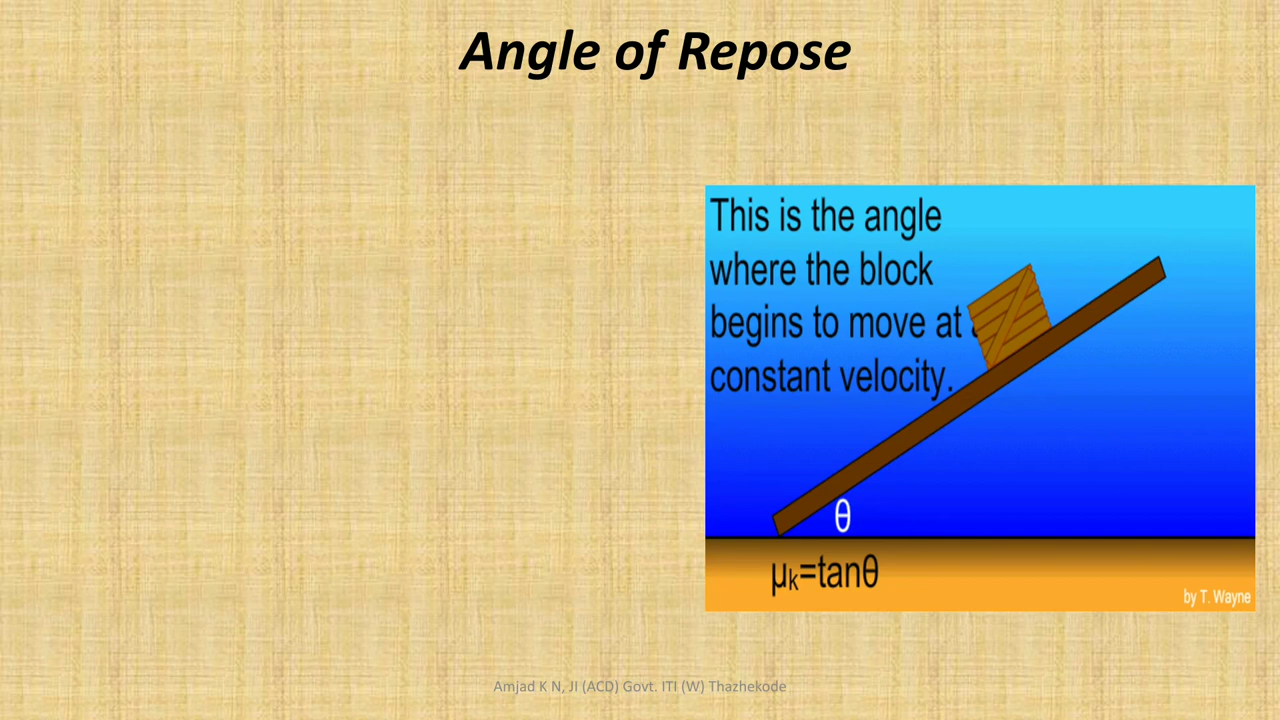 Angle of Repose
This is the angle
where the block
begins to move at
constant velocity.
θ
μk=tanθ
by T. Wayne
Amjad K N, JI (ACD) Govt. ITI (W) Thazhekode